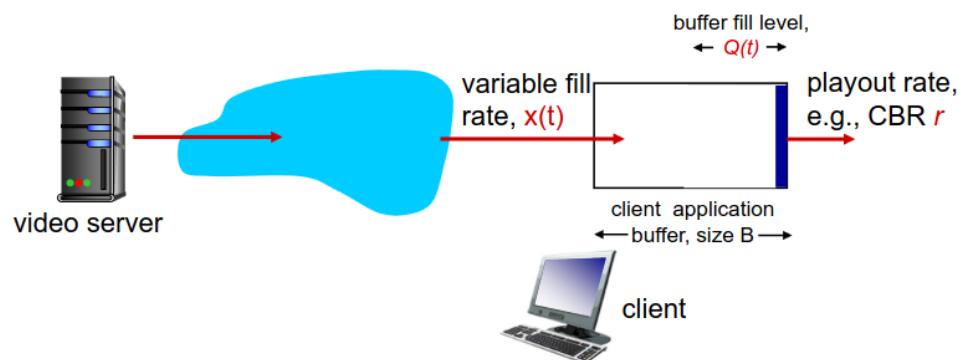 buffer fill level,
Q(t)
variable fill
rate, x(t)
playout rate,
e.g., CBR r
video server
client application
buffer, size B
client